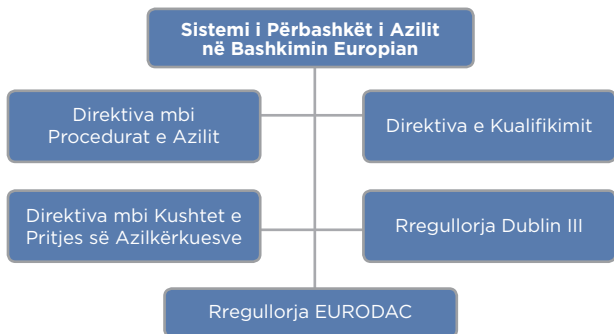 Sistemi i Përbashkët i Azilit
në Bashkimin Europian
Direktiva mbi
Procedurat e Azilit
Direktiva e Kualifikimit
Direktiva mbi Kushtet e
Pritjes së Azilkërkuesve
Rregullorja Dublin III
Rregullorja EURODAC